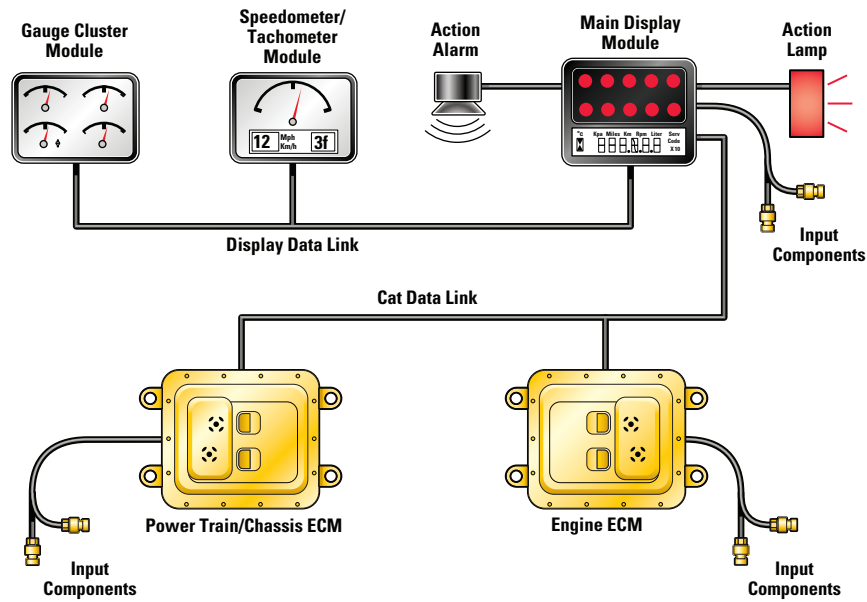 Gauge Cluster
Module
Speedometer/
Tachometer
Module
Action
Alarm
Main Display
Module
Action
Lamp
12
Mph
Km/h
3f
°C Kpa Miles Km Rpm Liter Serv
Code
X10
Display Data Link
Input
Components
Cat Data Link
Power Train/Chassis ECM
Engine ECM
Input
Components
Input
Components